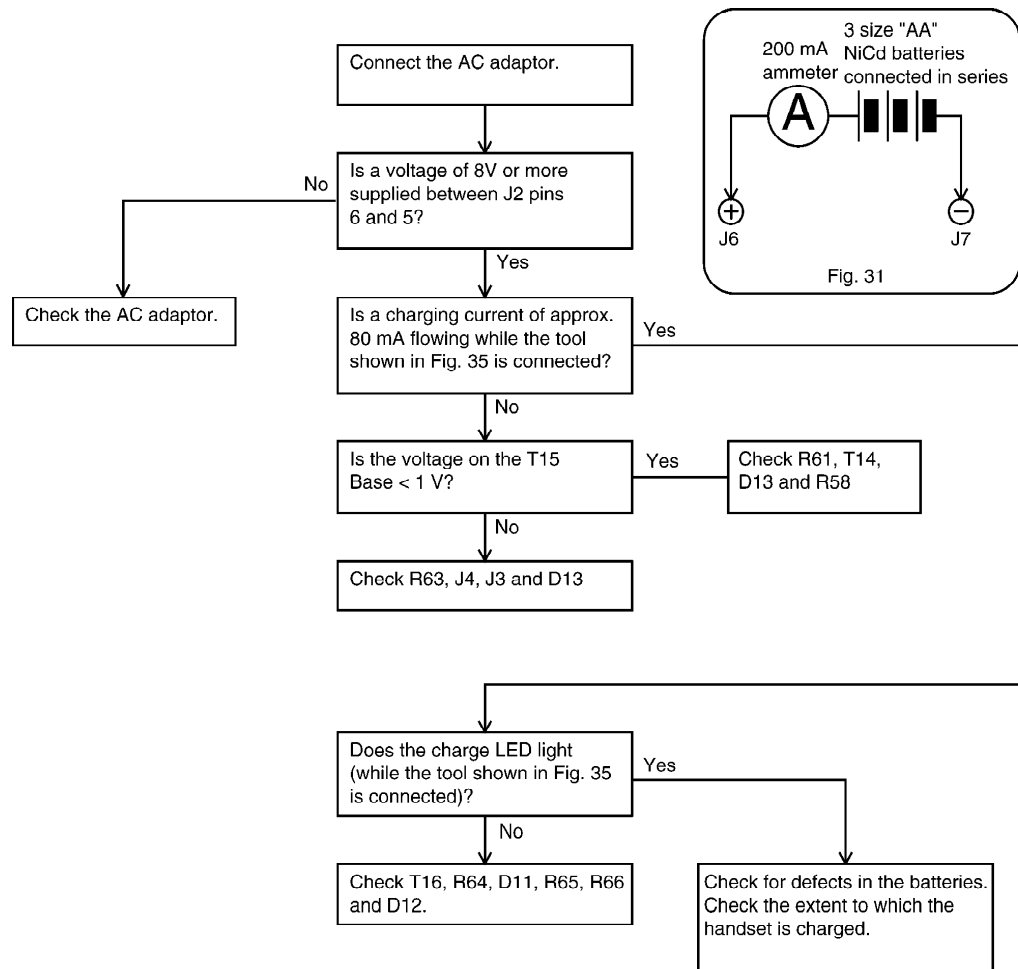 Connect the AC adaptor.
Is a voltage of 8V or more
supplied between J2 pins
6 and 5?
No
Yes
Check the AC adaptor.
Is a charging current of approx.
80 mA flowing while the tool
shown in Fig. 35 is connected?
Yes
No
Is the voltage on the T15
Base < 1 V?
Yes
Check R61, T14,
D13 and R58
No
Check R63, J4, J3 and D13
Does the charge LED light
(while the tool shown in Fig. 35
is connected)?
Yes
No
Check T16, R64, D11, R65, R66
and D12.
Check for defects in the batteries.
Check the extent to which the
handset is charged.
200 mA
ammeter
3 size "AA"
NiCd batteries
connected in series
A
+
J6
−
J7
Fig. 31